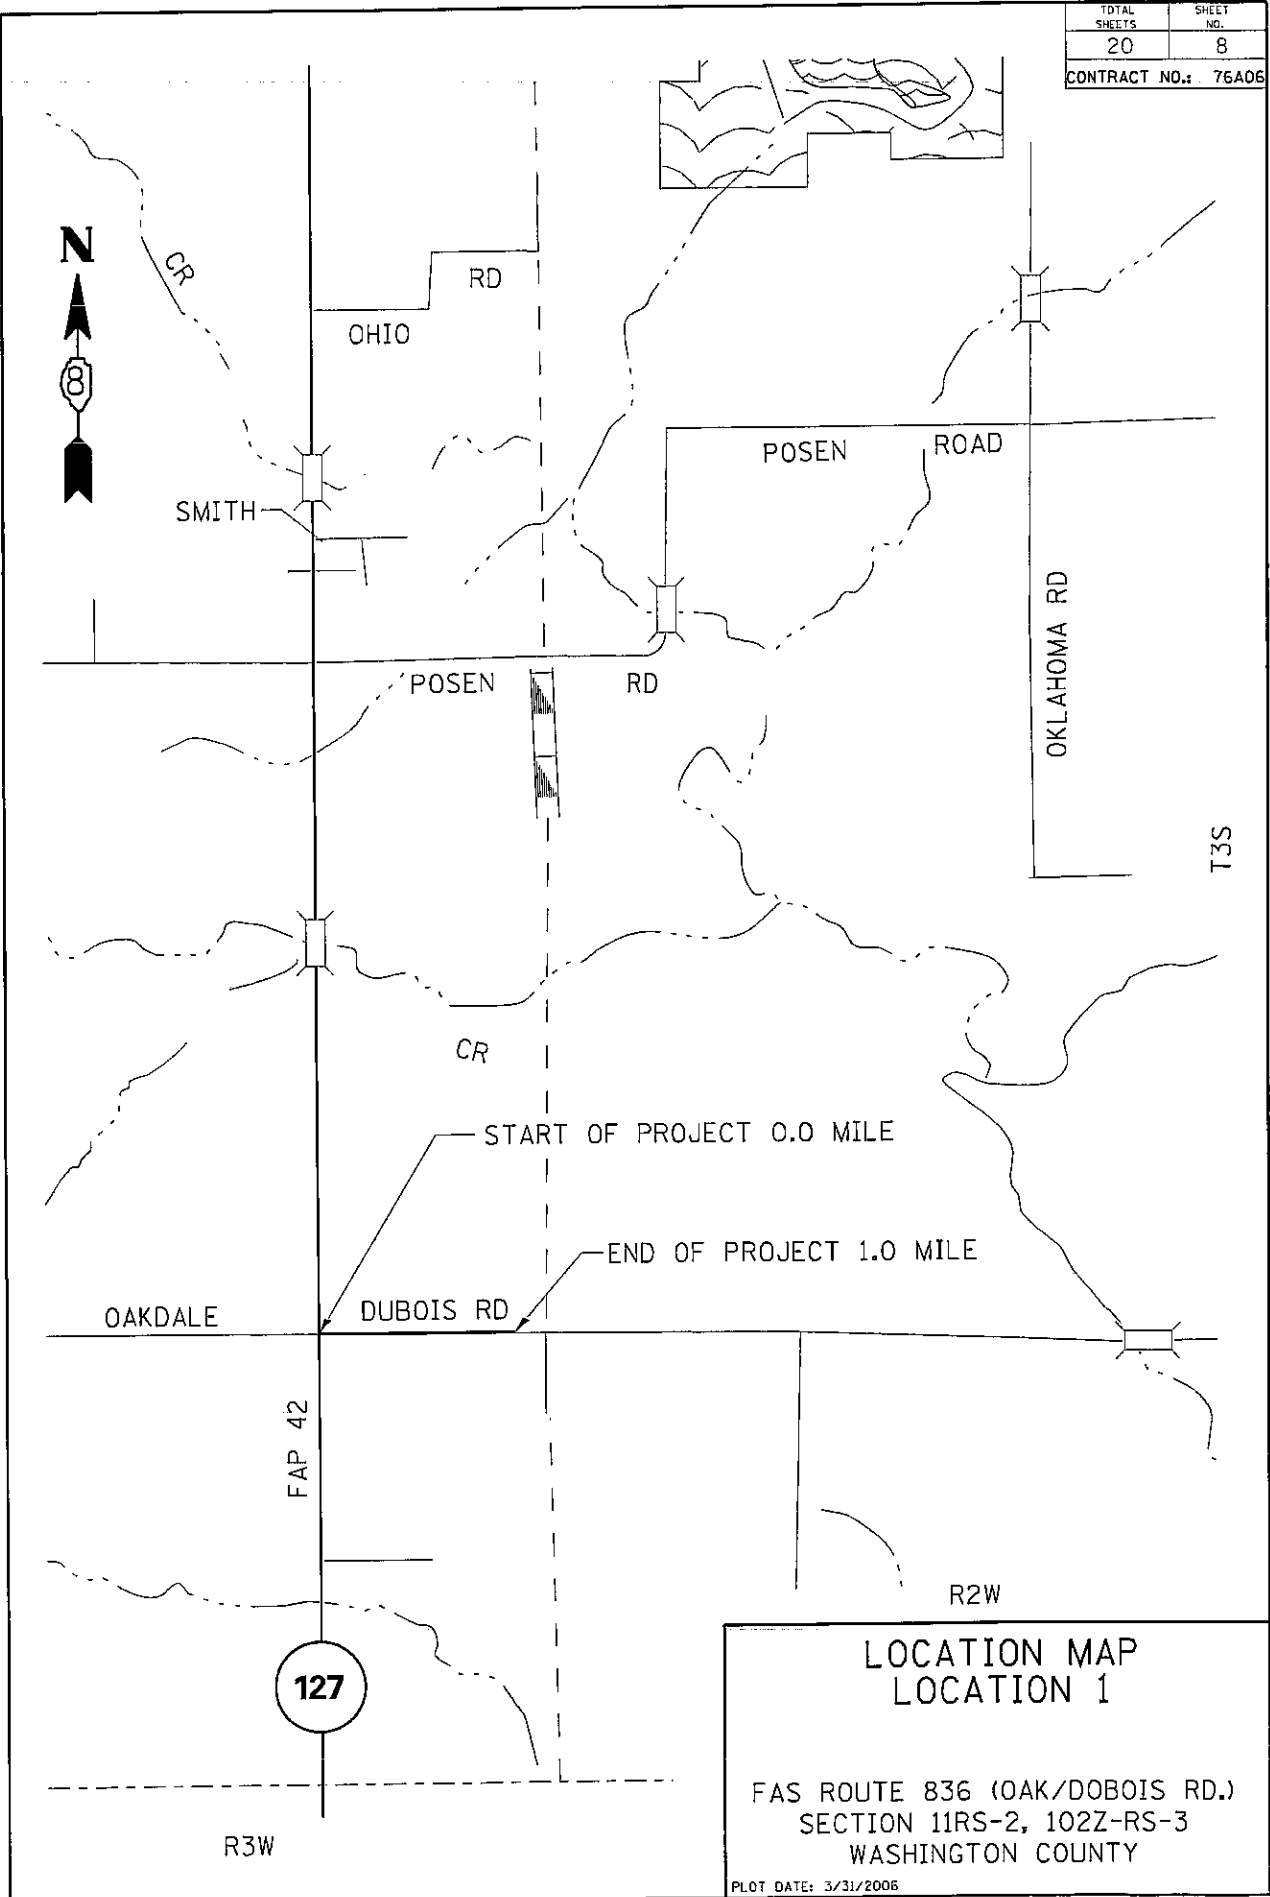 TOTAL SHEETS
SHEET NO.
20
8
CONTRACT NO.: 76A06
N
8
CR
RD
OHIO
POSEN ROAD
SMITH
OKLAHOMA RD
POSEN RD
T3S
CR
START OF PROJECT 0.0 MILE
END OF PROJECT 1.0 MILE
OAKDALE
DUBOIS RD
FAP 42
R2W
127
R3W
LOCATION MAP
LOCATION 1
FAS ROUTE 836 (OAK/DOBOIS RD.)
SECTION 11RS-2, 102Z-RS-3
WASHINGTON COUNTY
PLOT DATE: 3/31/2006